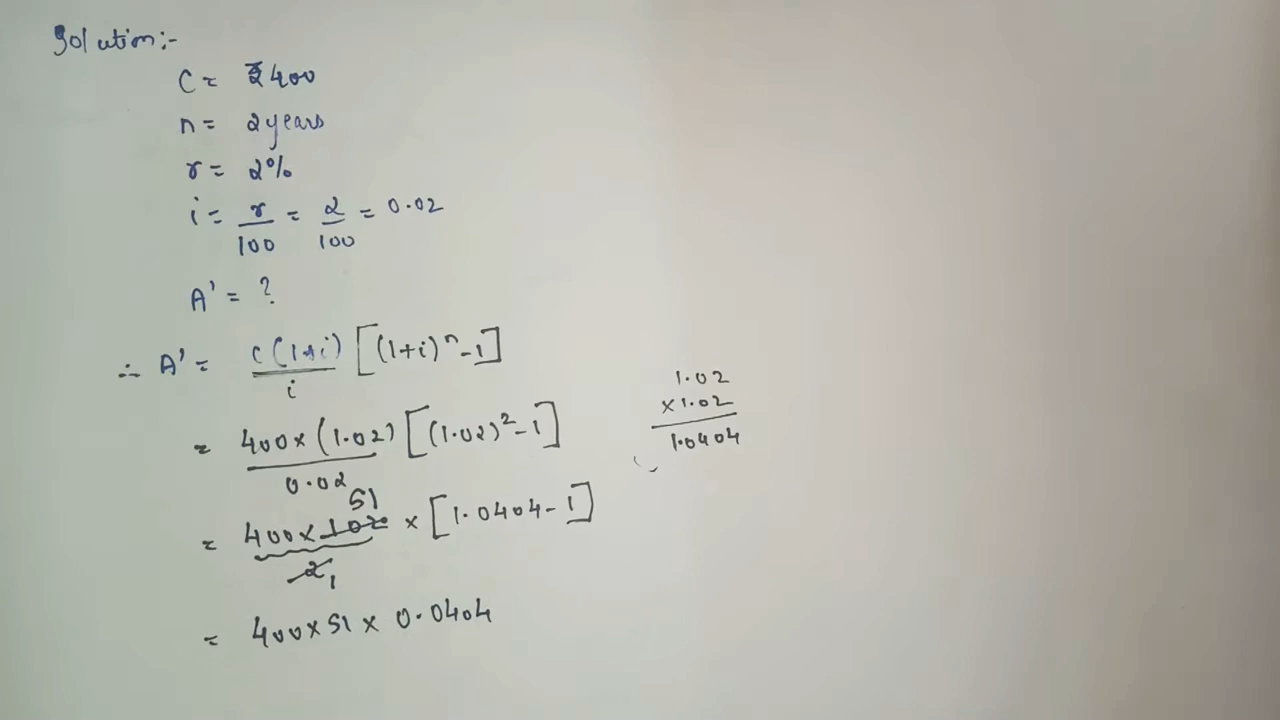 Solution:-
C = ₹400
n = 2 years
r = 2%
i = r/100 = 2/100 = 0.02
A' = ?
∴ A' = C(1+i)/i [(1+i)^n - 1]
= 400 × (1.02)/0.02 [(1.02)^2 - 1]
1.02
× 1.02
1.0404
= 400 × 102/2 × [1.0404 - 1]
51
1
= 400 × 51 × 0.0404